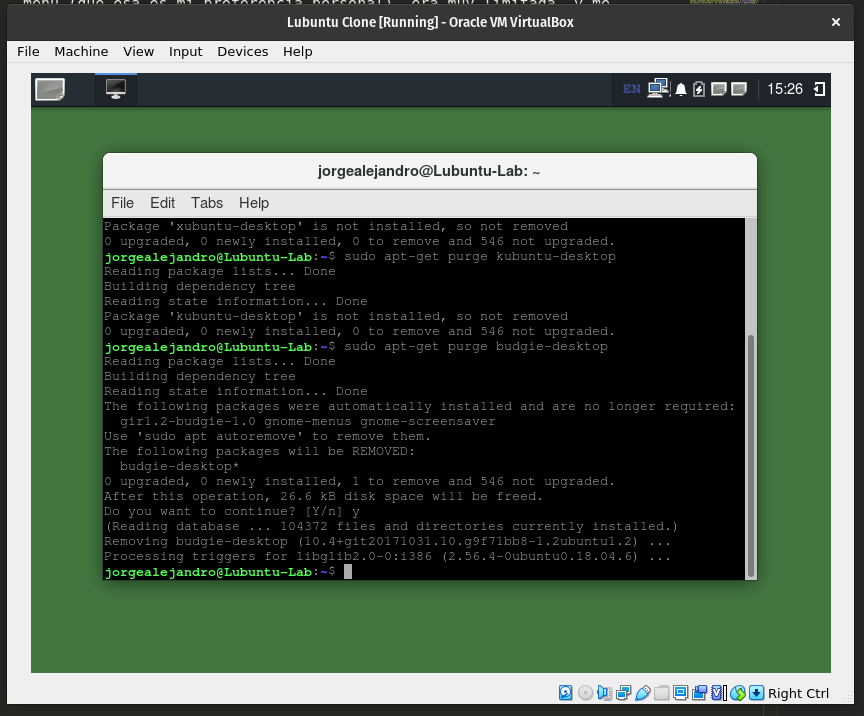 Lubuntu Clone [Running] - Oracle VM VirtualBox
File Machine View Input Devices Help
EN 15:26
jorgealejandro@Lubuntu-Lab: ~
File Edit Tabs Help
Package 'xubuntu-desktop' is not installed, so not removed
0 upgraded, 0 newly installed, 0 to remove and 546 not upgraded.
jorgealejandro@Lubuntu-Lab:~$ sudo apt-get purge kubuntu-desktop
Reading package lists... Done
Building dependency tree
Reading state information... Done
Package 'kubuntu-desktop' is not installed, so not removed
0 upgraded, 0 newly installed, 0 to remove and 546 not upgraded.
jorgealejandro@Lubuntu-Lab:~$ sudo apt-get purge budgie-desktop
Reading package lists... Done
Building dependency tree
Reading state information... Done
The following packages were automatically installed and are no longer required:
gir1.2-budgie-1.0 gnome-menus gnome-screensaver
Use 'sudo apt autoremove' to remove them.
The following packages will be REMOVED:
budgie-desktop*
0 upgraded, 0 newly installed, 1 to remove and 546 not upgraded.
After this operation, 26.6 kB disk space will be freed.
Do you want to continue? [Y/n] y
(Reading database ... 104372 files and directories currently installed.)
Removing budgie-desktop (10.4+git20171031.10.g9f71bb8-1.2ubuntu1.2) ...
Processing triggers for libglib2.0-0:i386 (2.56.4-0ubuntu0.18.04.6) ...
jorgealejandro@Lubuntu-Lab:~$
Right Ctrl